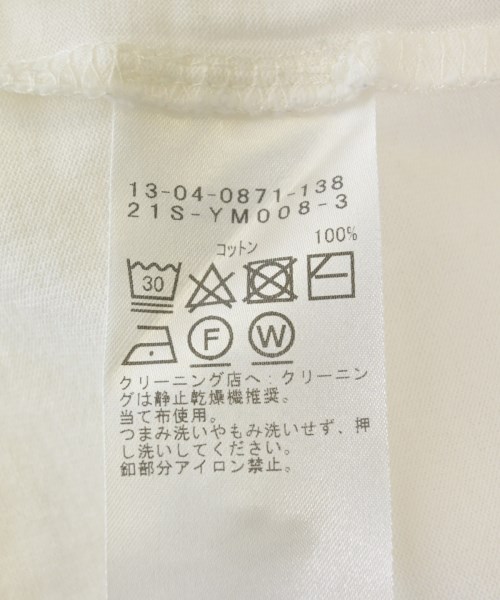 13-04-0871-138
21S-YM008-3
コットン 100%
30
F W
クリーニング店へ:クリーニン
グは静止乾燥機推奨。
当て布使用。
つまみ洗いやもみ洗いせず、押
し洗いしてください。
釦部分アイロン禁止。